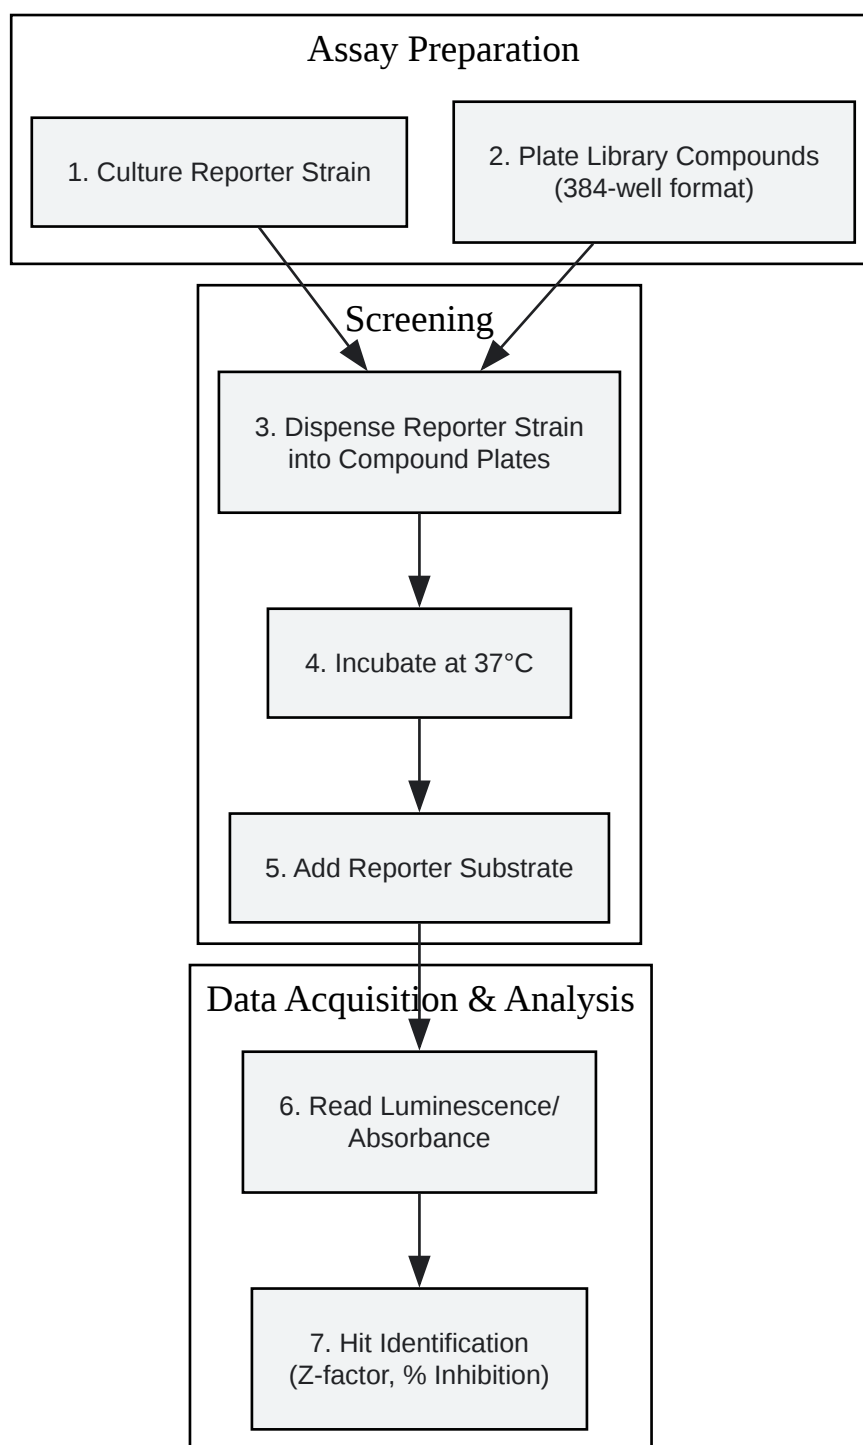 Assay Preparation
1. Culture Reporter Strain
2. Plate Library Compounds
(384-well format)
Screening
3. Dispense Reporter Strain
into Compound Plates
4. Incubate at 37°C
5. Add Reporter Substrate
Data Acquisition & Analysis
6. Read Luminescence/
Absorbance
7. Hit Identification
(Z-factor, % Inhibition)